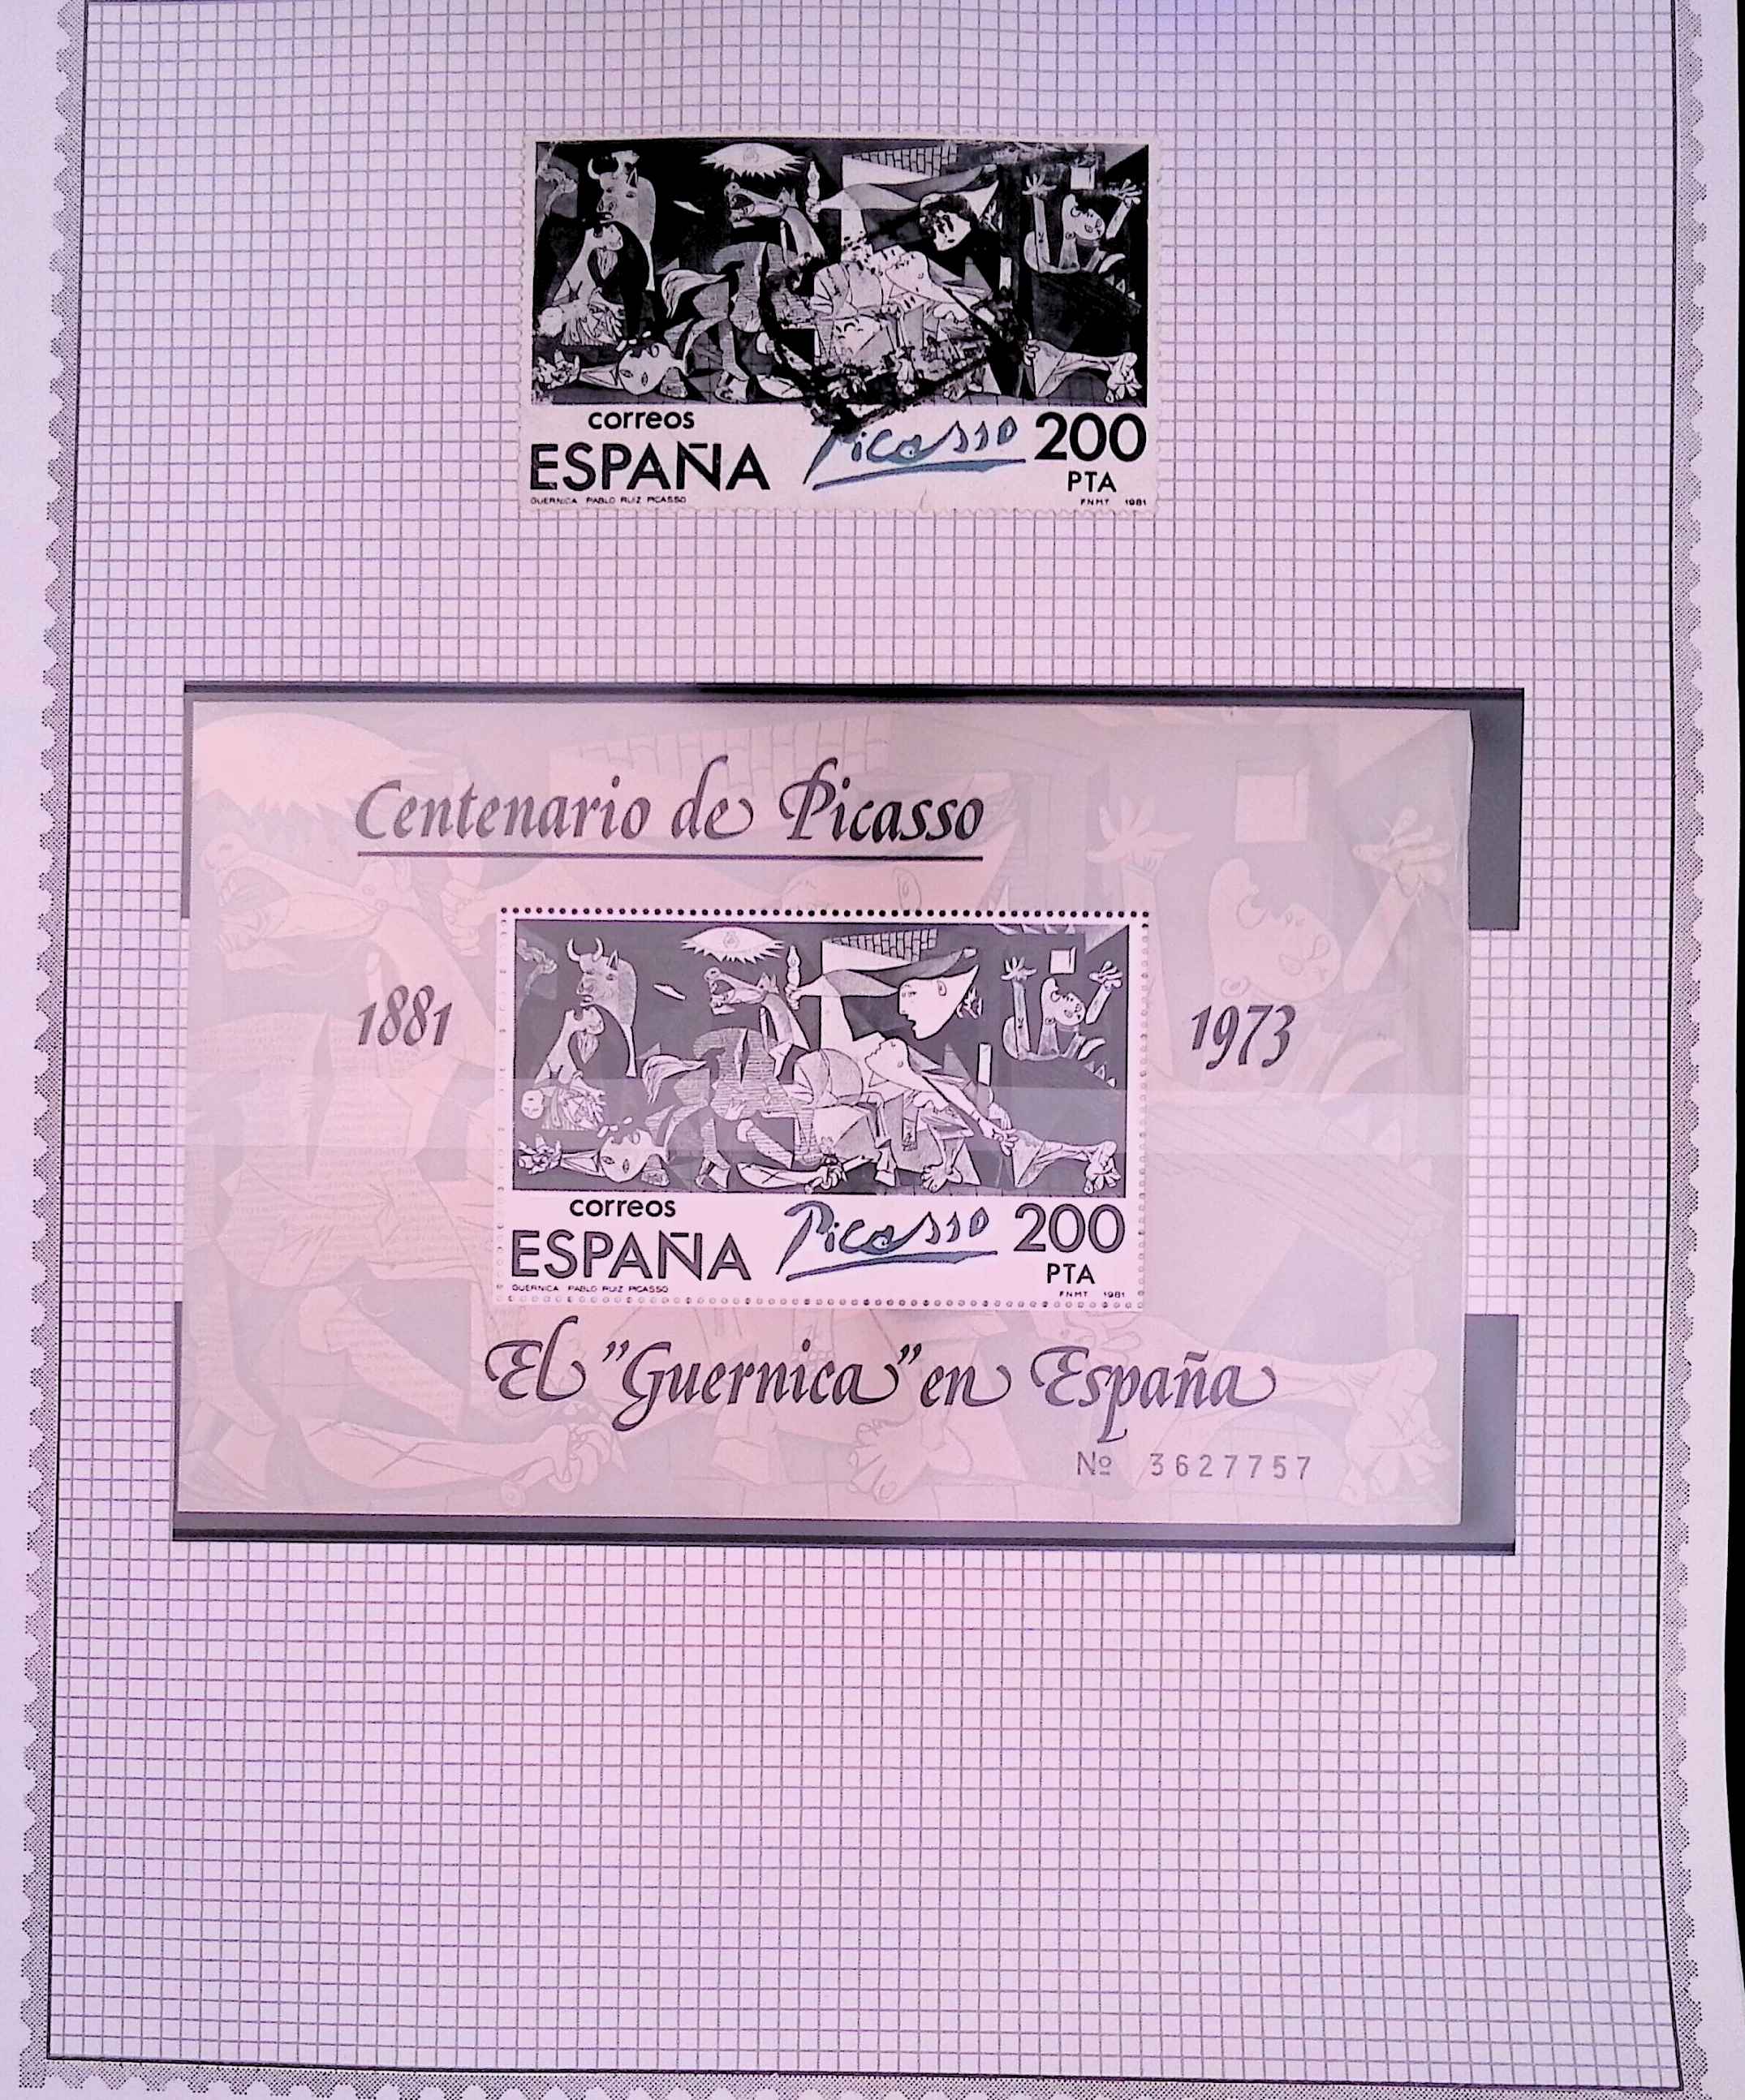 correos
ESPAÑA
Picasso
200
PTA
GUERNICA PABLO RUIZ PICASSO
FNMT 1981
Centenario de Picasso
1881
1973
correos
ESPAÑA
Picasso
200
PTA
GUERNICA PABLO RUIZ PICASSO
FNMT 1981
El "Guernica" en España
Nº 3627757